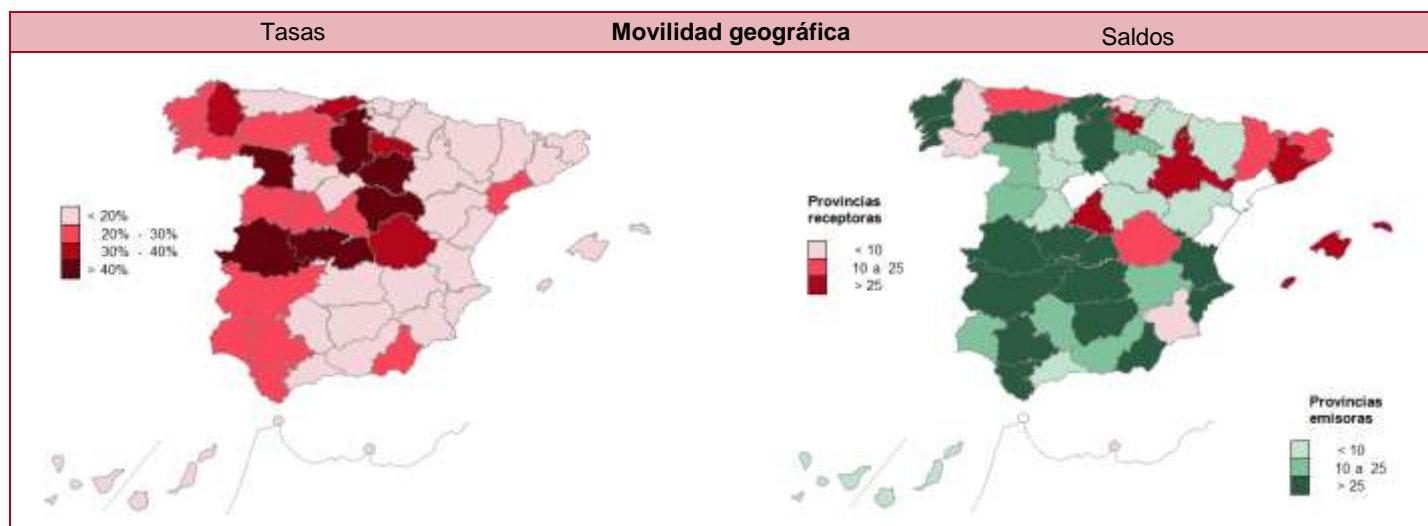 Tasas
Movilidad geográfica
Saldos
< 20%
20% - 30%
30% - 40%
> 40%
Provincias
receptoras
< 10
10 a 25
> 25
Provincias
emisoras
< 10
10 a 25
> 25